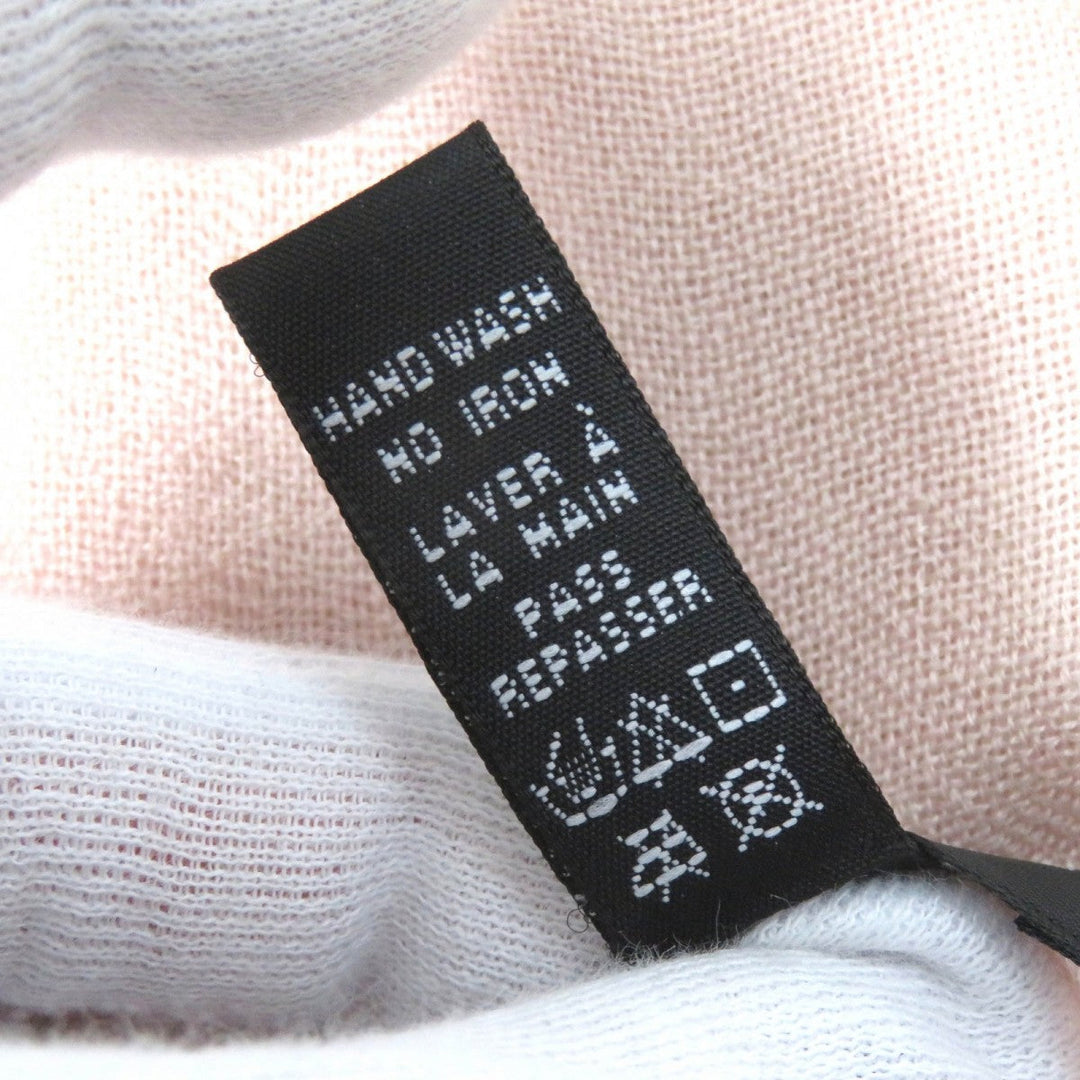 HAND WASH
NO IRON
LAVER À
LA MAIN
PASS
REPASSER